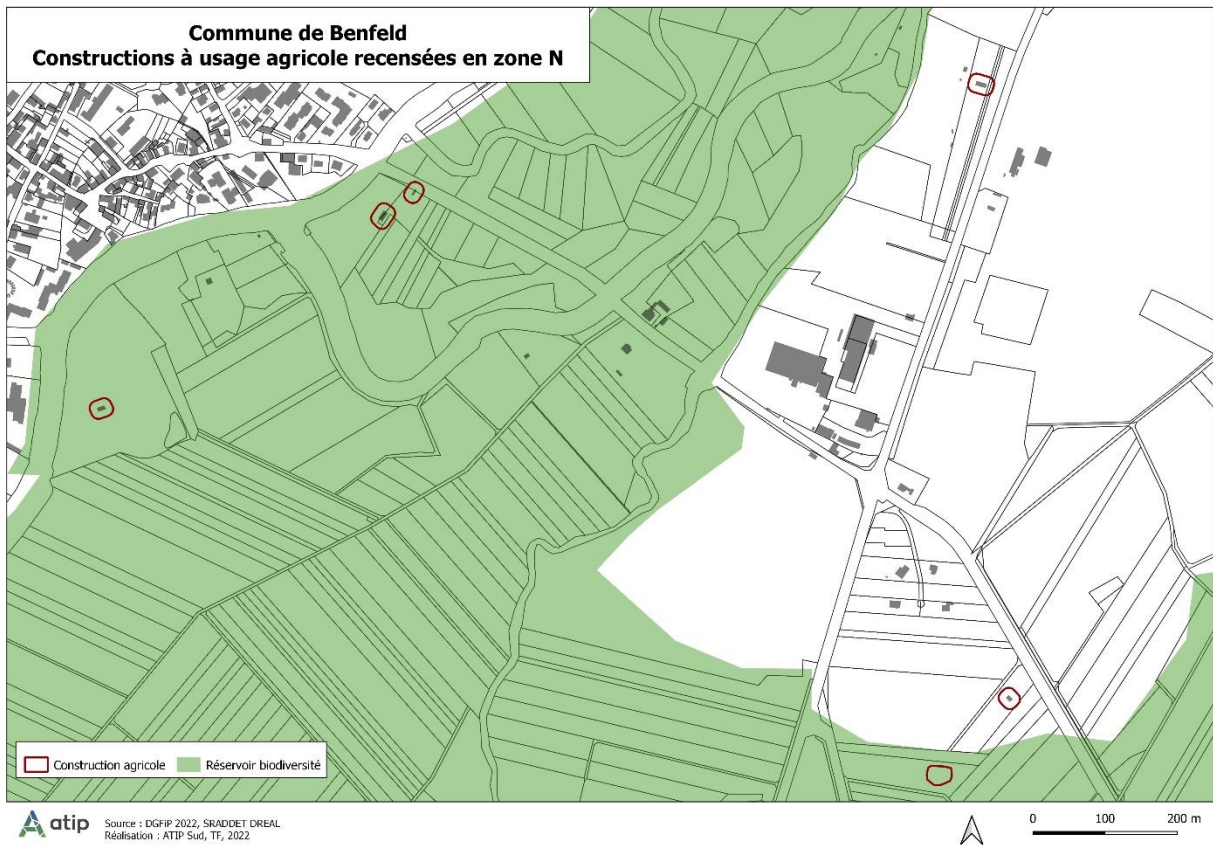 Commune de Benfeld
Constructions à usage agricole recensées en zone N
Construction agricole
Réservoir biodiversité
atip
Source : DGFiP 2022, SRADDET DREAL
Réalisation : ATIP Sud, TF, 2022
0 100 200 m